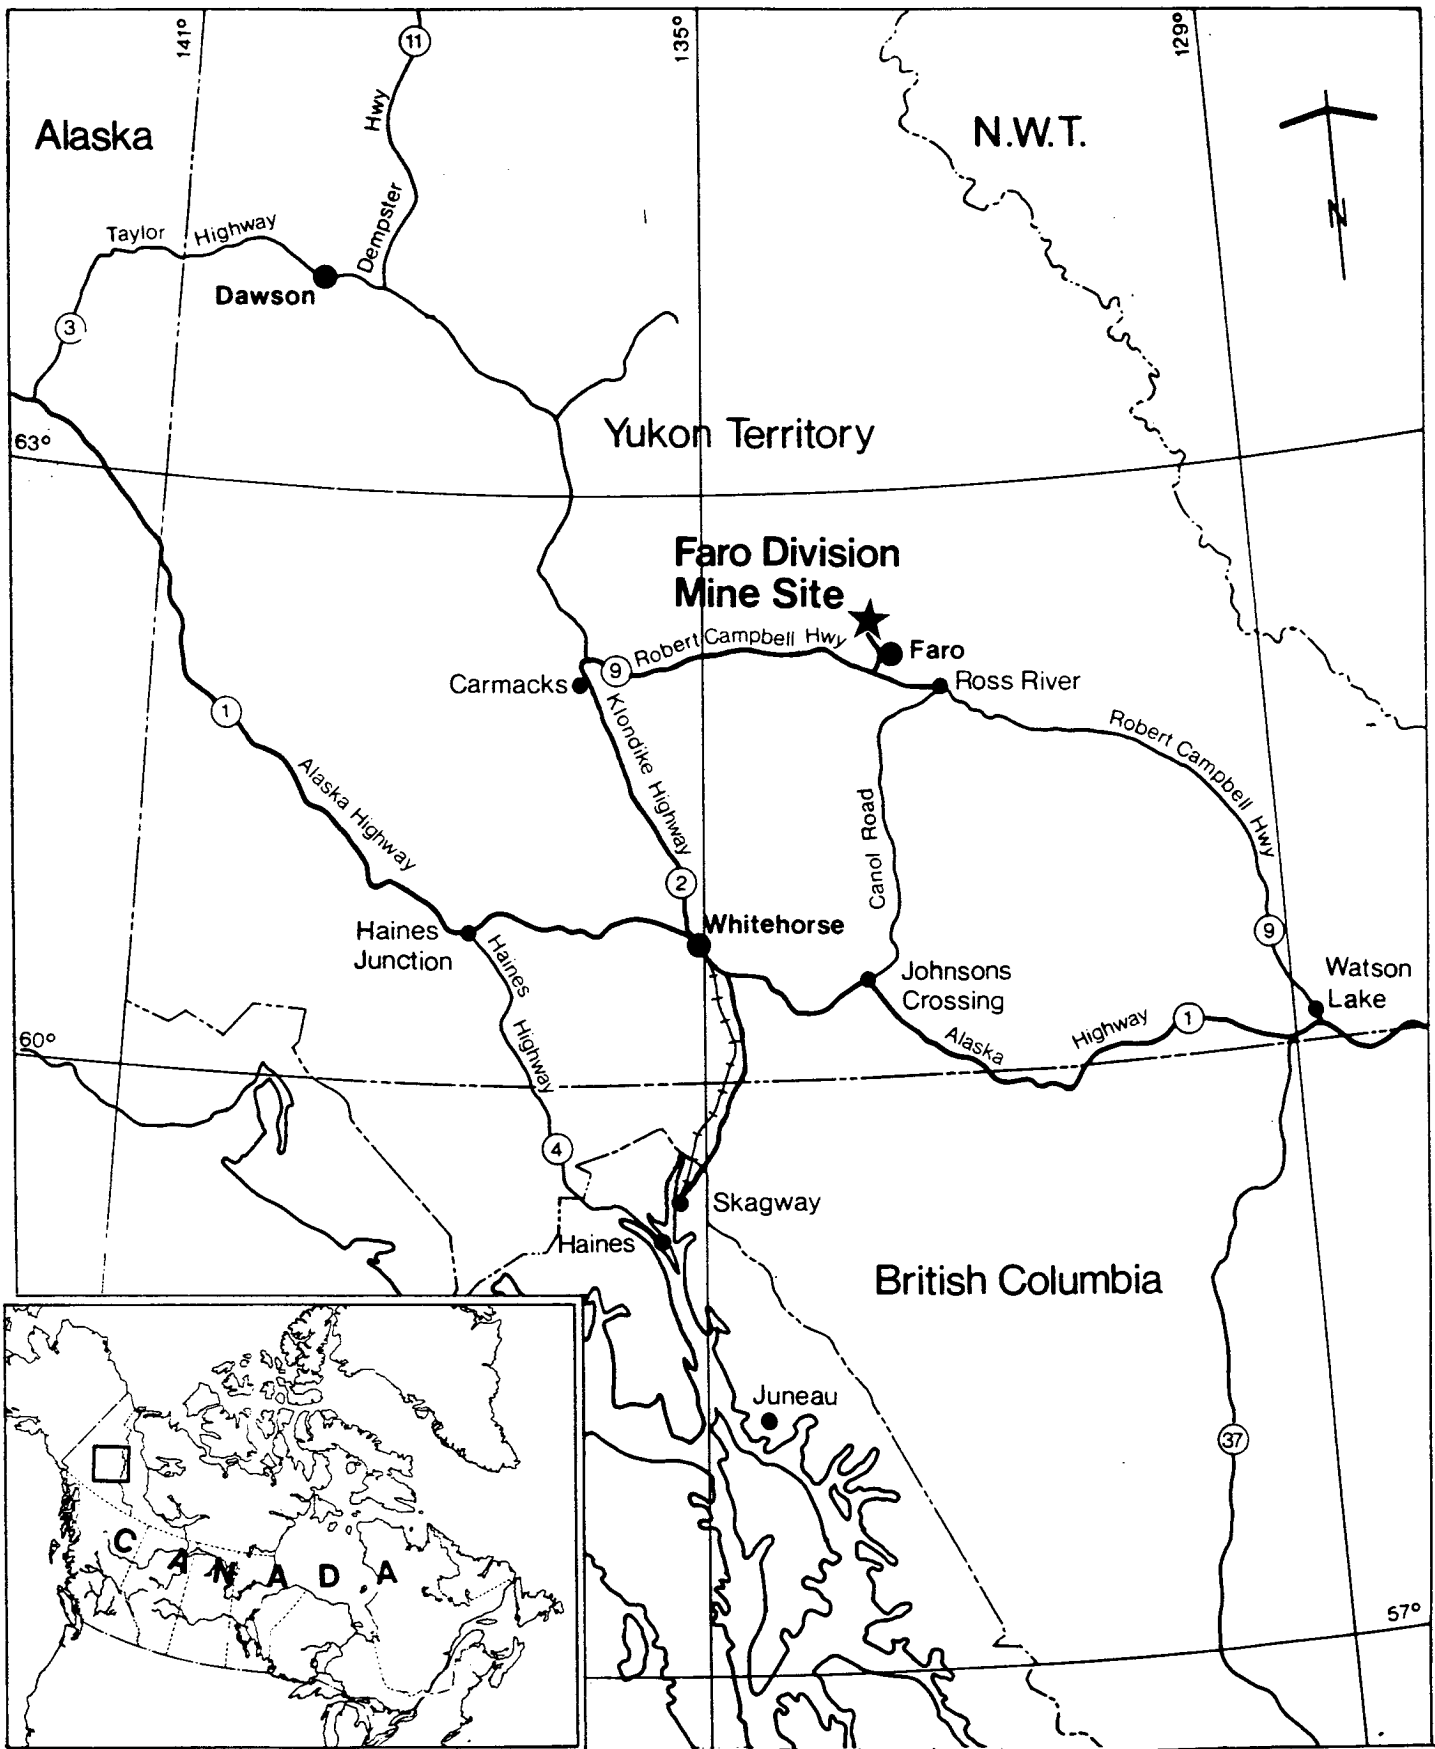 141°
11
135°
129°
Alaska
Hwy
N.W.T.
N
Dempster
Taylor Highway
Dawson
3
Yukon Territory
63°
Faro Division
Mine Site
Robert Campbell Hwy
Faro
9
Carmacks
Ross River
1
Klondike Highway
Robert Campbell Hwy
Alaska Highway
Canol Road
2
Whitehorse
Haines
Junction
9
Haines
Highway
Johnsons
Crossing
Watson
Lake
Alaska
Highway
1
60°
4
Skagway
Haines
British Columbia
Juneau
37
CANADA
57°